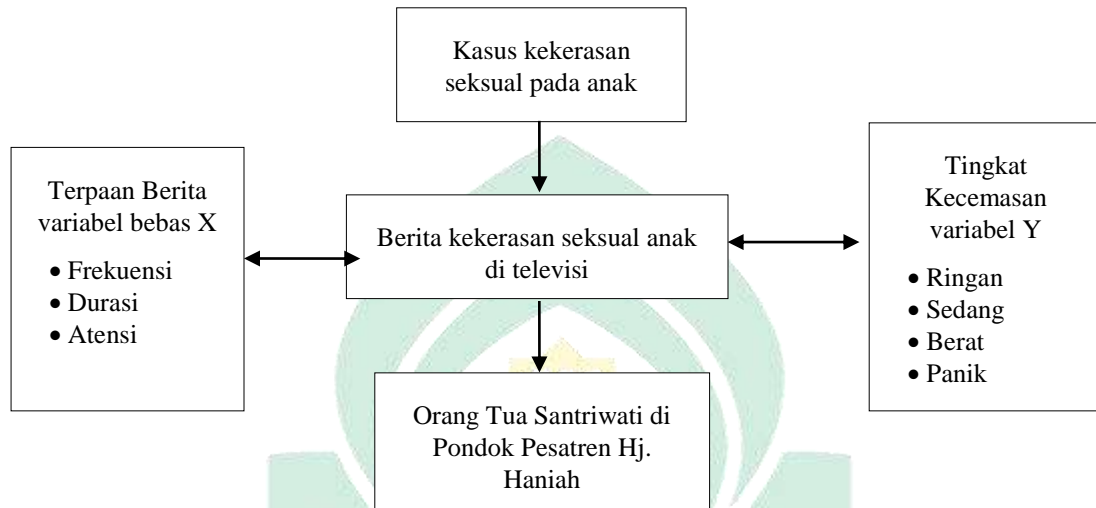 Kasus kekerasan
seksual pada anak
Terpaan Berita
variabel bebas X
• Frekuensi
• Durasi
• Atensi
Berita kekerasan seksual anak
di televisi
Tingkat
Kecemasan
variabel Y
• Ringan
• Sedang
• Berat
• Panik
Orang Tua Santriwati di
Pondok Pesatren Hj.
Haniah